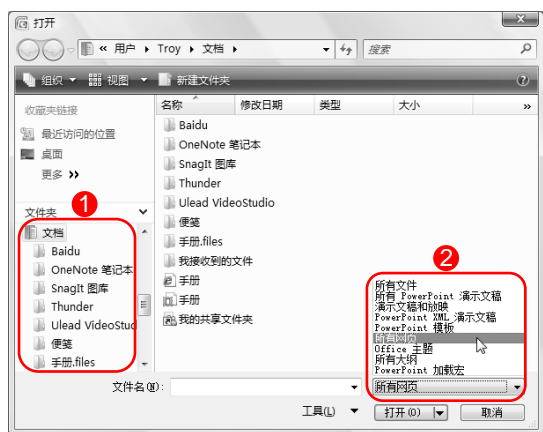 打开
« 用户 ▸ Troy ▸ 文档 ▸ 搜索
组织 视图 新建文件夹
收藏夹链接
最近访问的位置
桌面
更多 »
文件夹
1
文档
Baidu
OneNote 笔记本
SnagIt 图库
Thunder
Ulead VideoStud
便笺
手册.files
名称 修改日期 类型 大小 »
Baidu
OneNote 笔记本
SnagIt 图库
Thunder
Ulead VideoStudio
便笺
手册.files
我接收到的文件
手册
手册
我的共享文件夹
2
所有文件
所有 PowerPoint 演示文稿
演示文稿和放映
PowerPoint XML 演示文稿
PowerPoint 模板
所有网页
Office 主题
所有大纲
PowerPoint 加载宏
文件名(N): 所有网页
工具(L) 打开(O) 取消